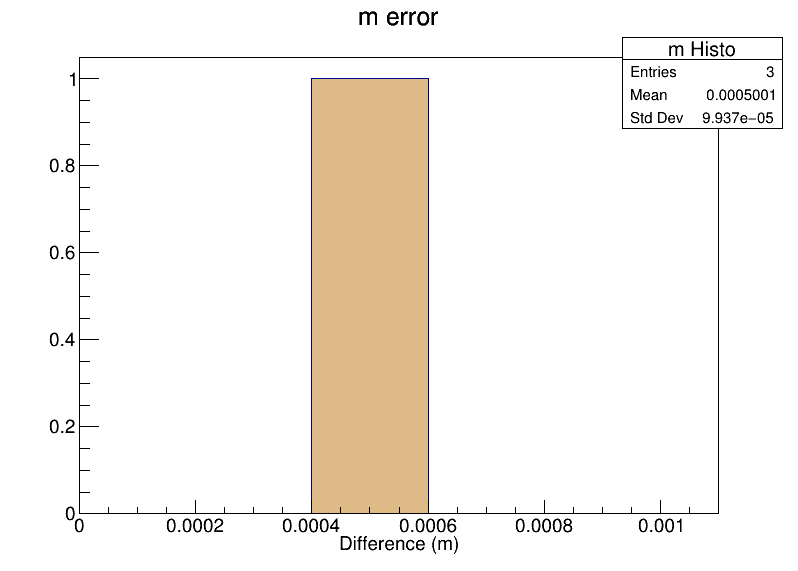 m error
m Histo
Entries 3
Mean 0.0005001
Std Dev 9.937e−05
1
0.8
0.6
0.4
0.2
0
0 0.0002 0.0004 0.0006 0.0008 0.001
Difference (m)